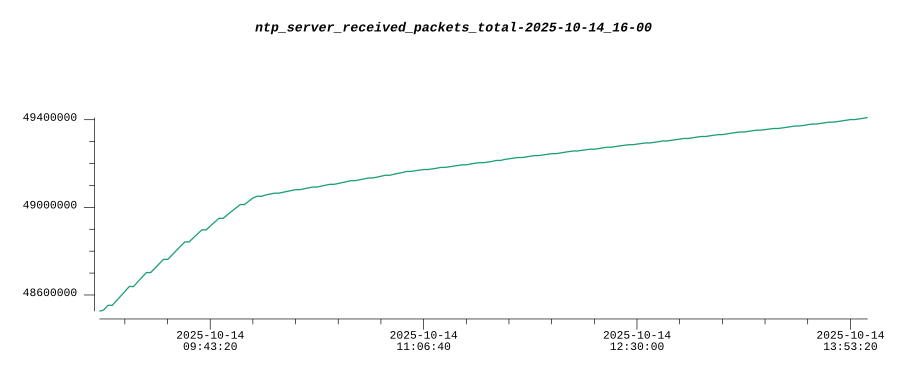 ntp_server_received_packets_total-2025-10-14_16-00
49400000
49000000
48600000
2025-10-14 2025-10-14 2025-10-14 2025-10-14
09:43:20 11:06:40 12:30:00 13:53:20